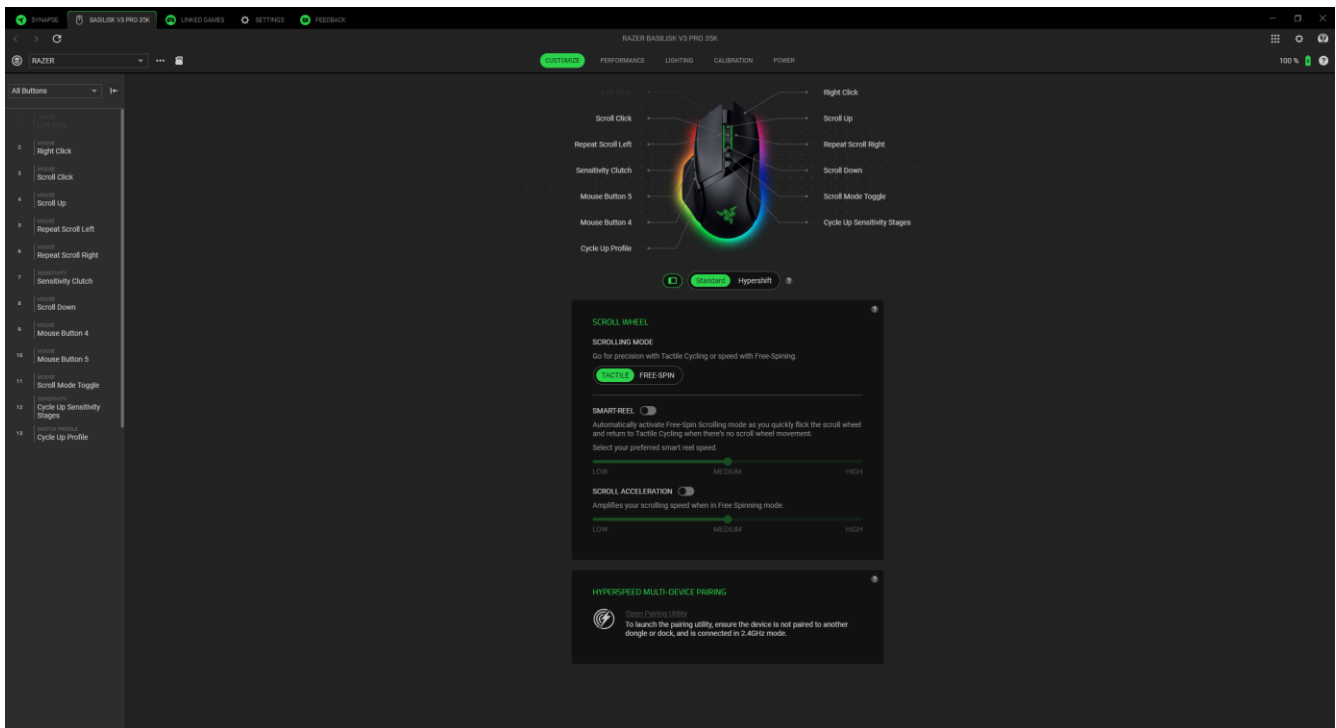 SYNAPSE
BASILISK V3 PRO 35K
LINKED GAMES
SETTINGS
FEEDBACK
RAZER BASILISK V3 PRO 35K
RAZER
CUSTOMIZE
PERFORMANCE
LIGHTING
CALIBRATION
POWER
100 %
All Buttons
MOUSE
Left Click
2
MOUSE
Right Click
3
MOUSE
Scroll Click
4
MOUSE
Scroll Up
5
MOUSE
Repeat Scroll Left
6
MOUSE
Repeat Scroll Right
7
SENSITIVITY
Sensitivity Clutch
8
MOUSE
Scroll Down
9
MOUSE
Mouse Button 4
10
MOUSE
Mouse Button 5
11
MOUSE
Scroll Mode Toggle
12
SENSITIVITY
Cycle Up Sensitivity
Stages
13
SWITCH PROFILE
Cycle Up Profile
Left Click
Scroll Click
Repeat Scroll Left
Sensitivity Clutch
Mouse Button 5
Mouse Button 4
Cycle Up Profile
Right Click
Scroll Up
Repeat Scroll Right
Scroll Down
Scroll Mode Toggle
Cycle Up Sensitivity Stages
Standard
Hypershift
?
?
SCROLL WHEEL
SCROLLING MODE
Go for precision with Tactile Cycling or speed with Free-Spining.
TACTILE
FREE-SPIN
SMART-REEL
Automatically activate Free-Spin Scrolling mode as you quickly flick the scroll wheel
and return to Tactile Cycling when there's no scroll wheel movement.
Select your preferred smart reel speed.
LOW
MEDIUM
HIGH
SCROLL ACCELERATION
Amplifies your scrolling speed when in Free Spinning mode.
LOW
MEDIUM
HIGH
?
HYPERSPEED MULTI-DEVICE PAIRING
Open Pairing Utility
To launch the pairing utility, ensure the device is not paired to another
dongle or dock, and is connected in 2.4GHz mode.